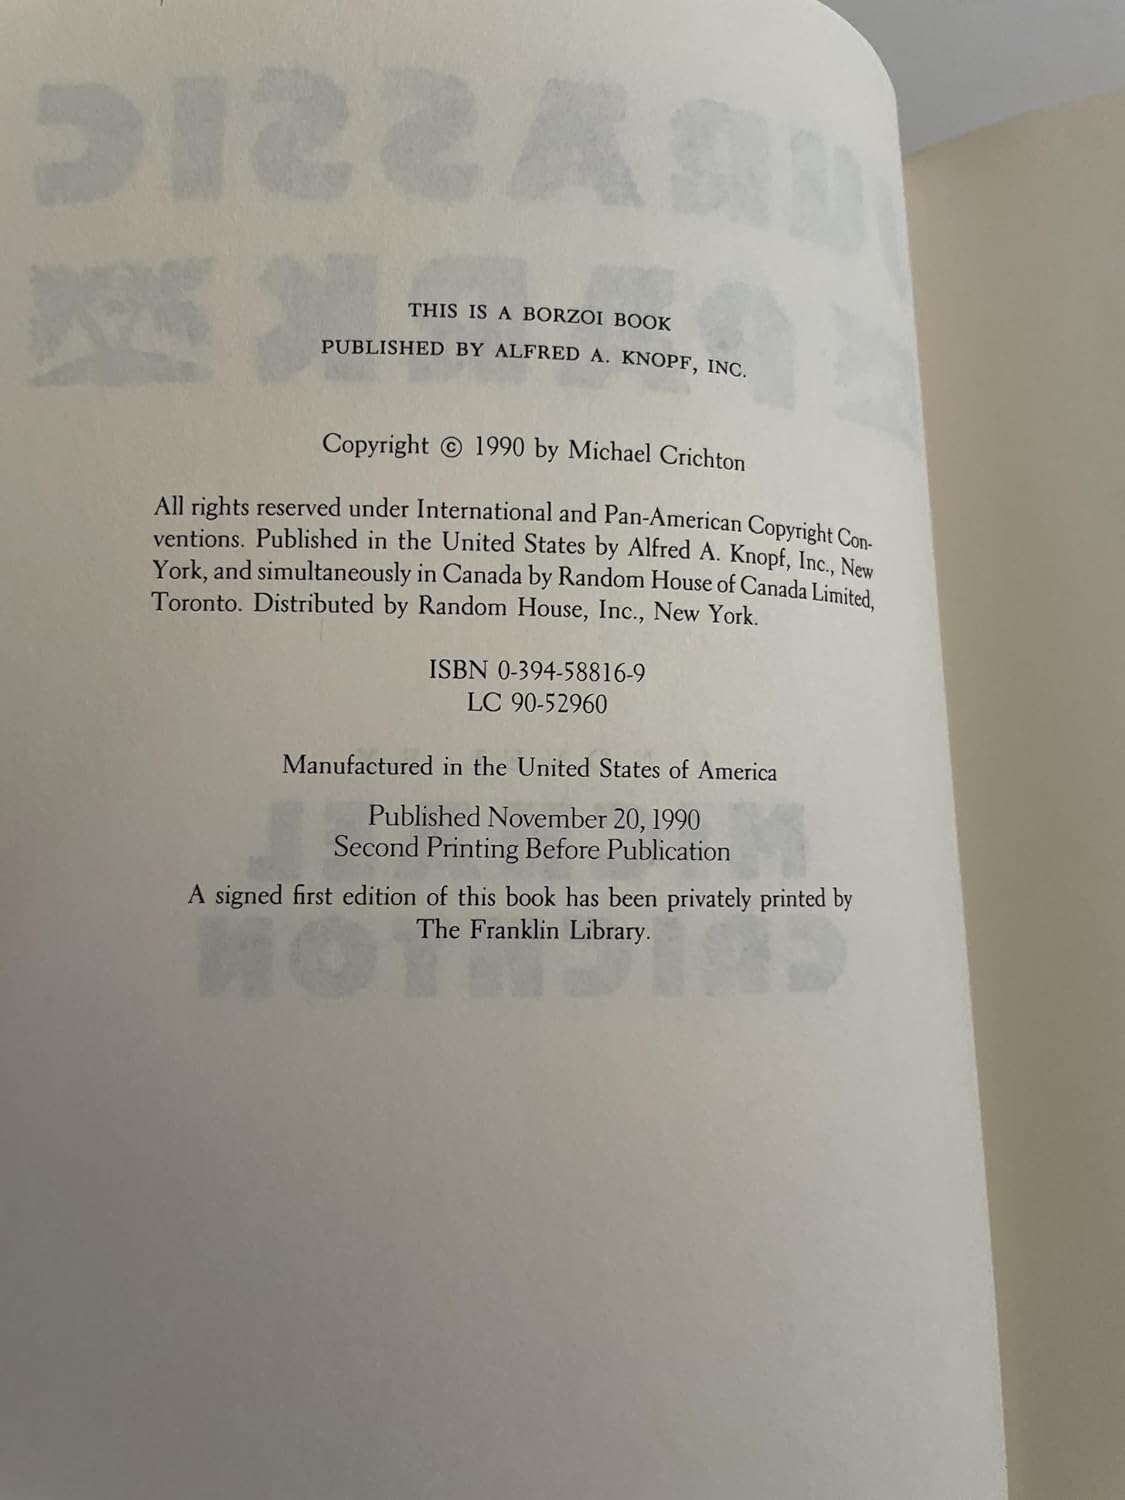 THIS IS A BORZOI BOOK
PUBLISHED BY ALFRED A. KNOPF, INC.
Copyright © 1990 by Michael Crichton
All rights reserved under International and Pan-American Copyright Con-
ventions. Published in the United States by Alfred A. Knopf, Inc., New
York, and simultaneously in Canada by Random House of Canada Limited,
Toronto. Distributed by Random House, Inc., New York.
ISBN 0-394-58816-9
LC 90-52960
Manufactured in the United States of America
Published November 20, 1990
Second Printing Before Publication
A signed first edition of this book has been privately printed by
The Franklin Library.
JURASSIC
PARK
MICHAEL
CRICHTON